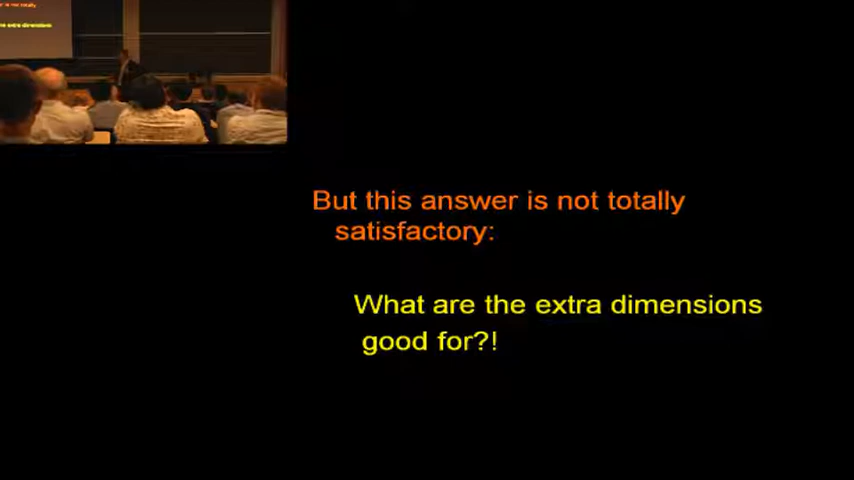 But this answer is not totally
satisfactory:
What are the extra dimensions
good for?!